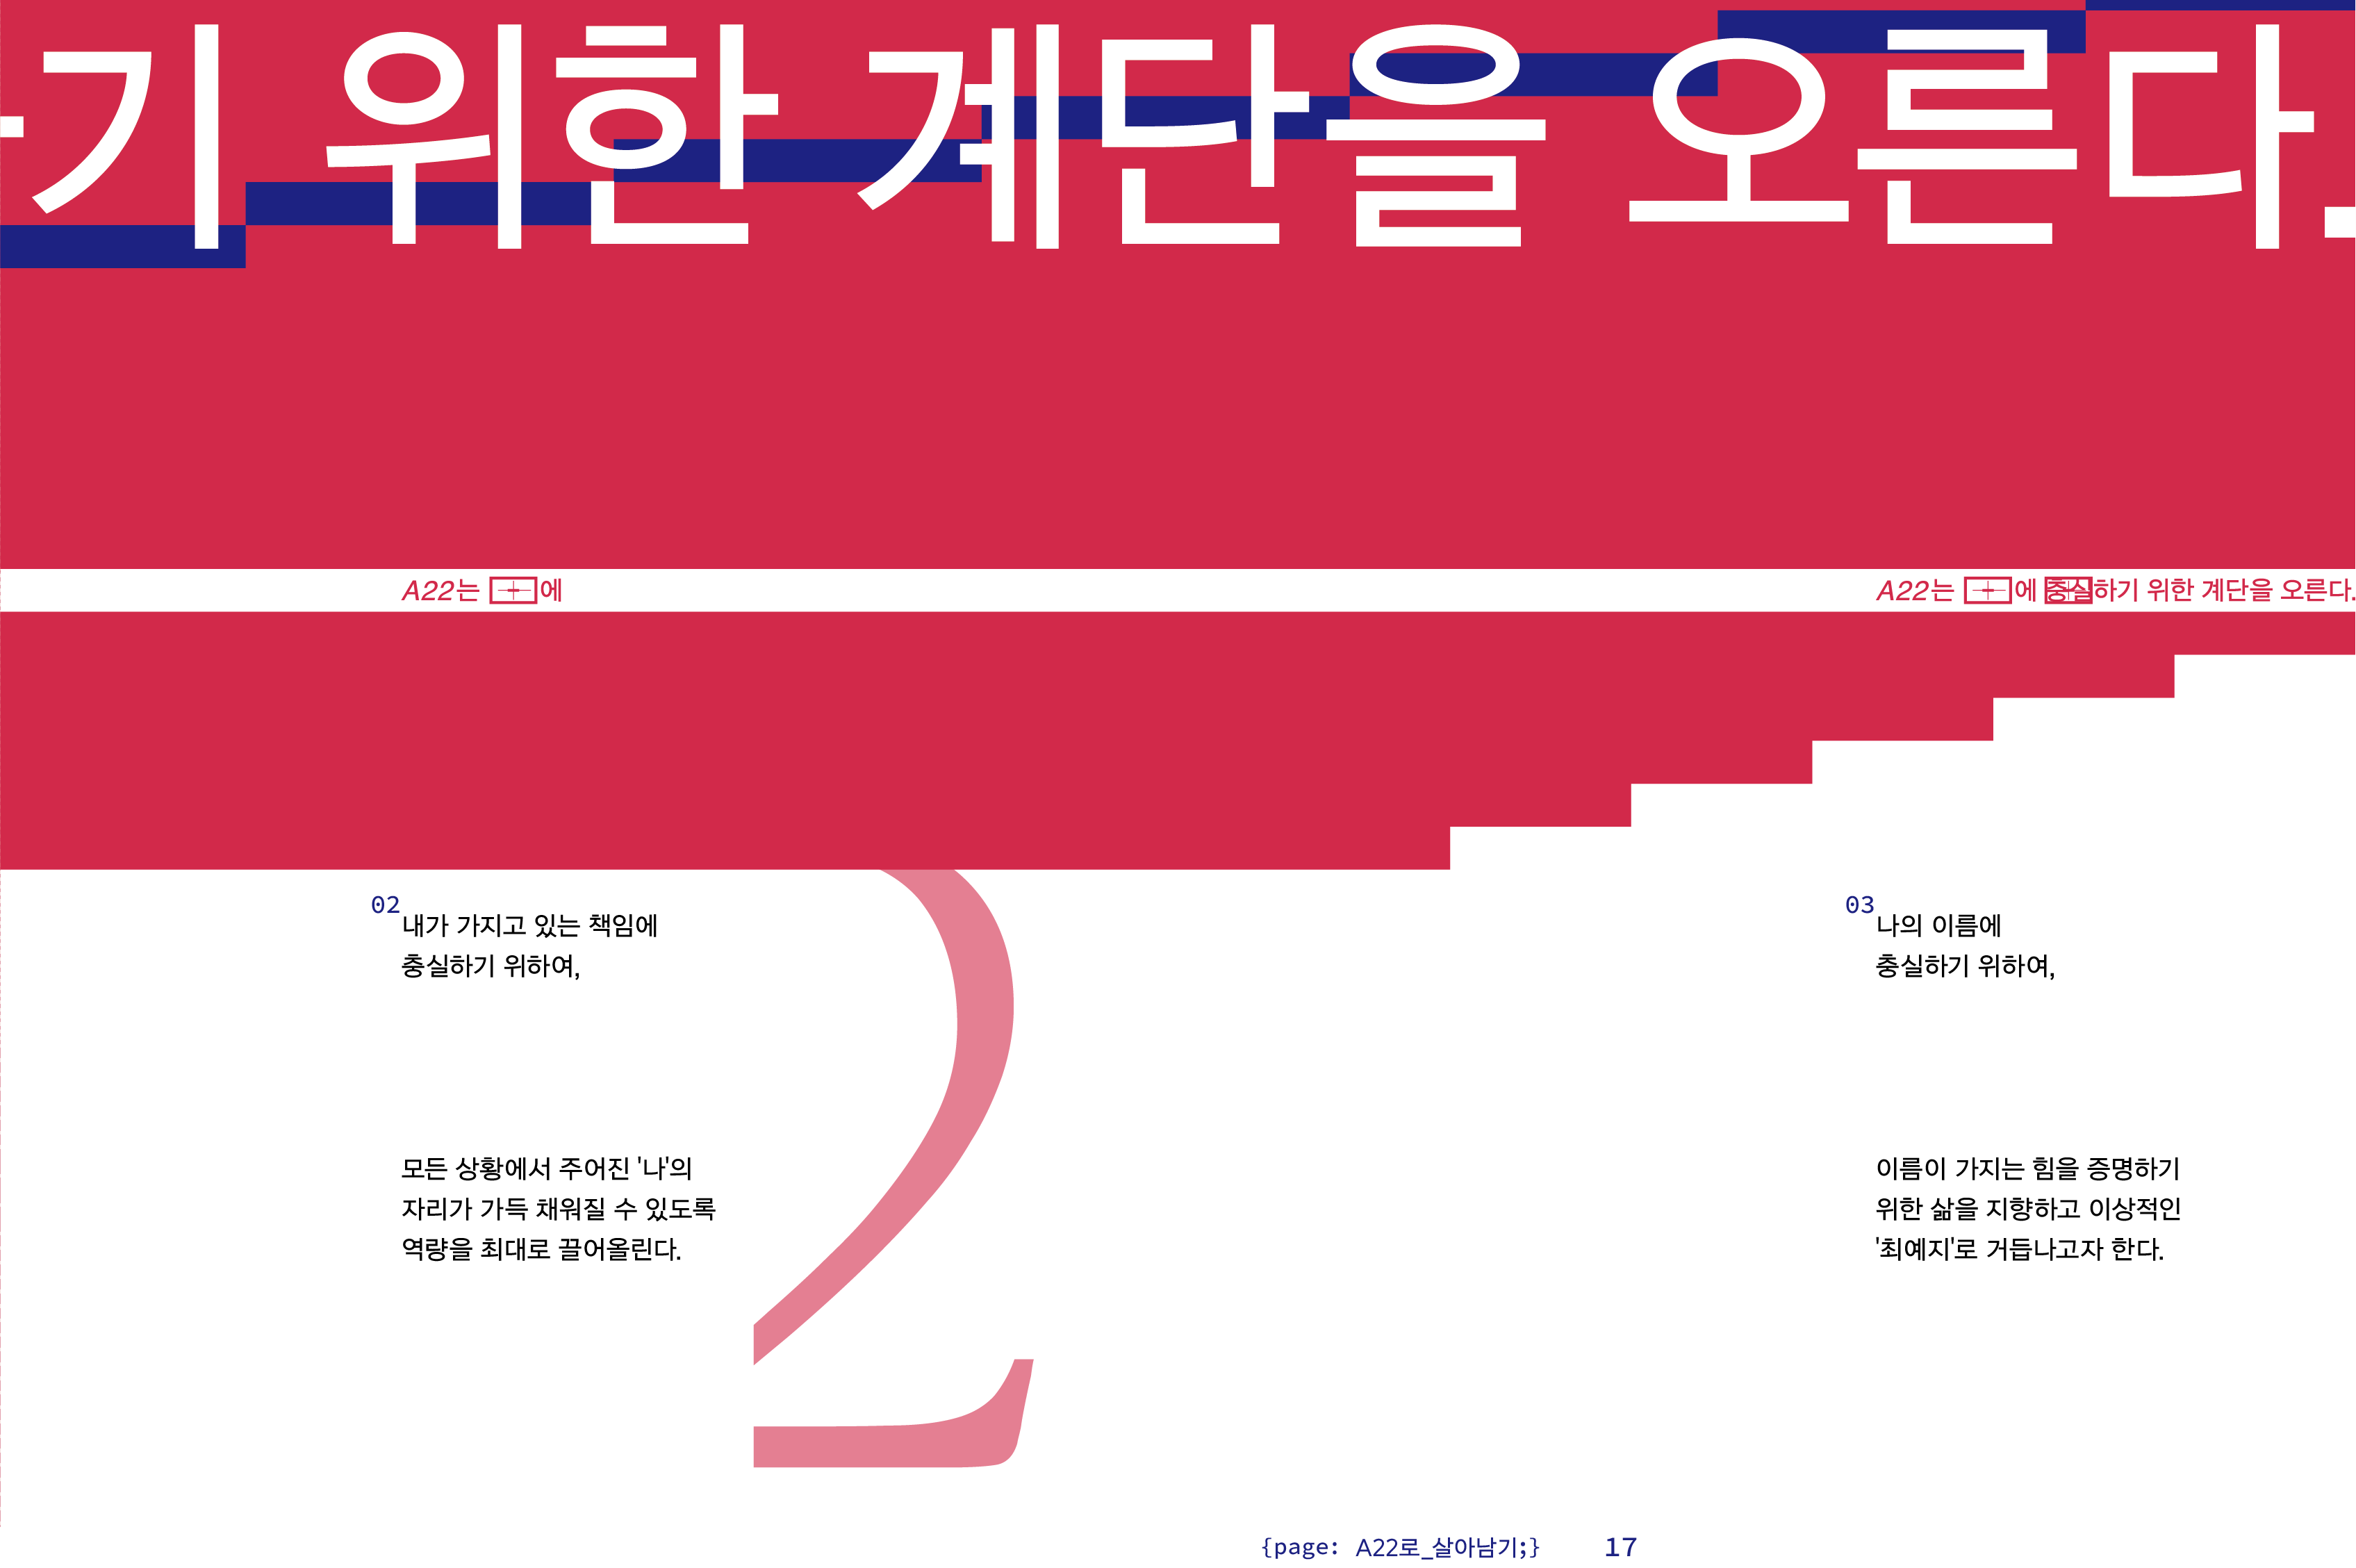 기 위한 계단을 오른다.
A22는 에
A22는 에 충실하기 위한 계단을 오른다.
02
내가 가지고 있는 책임에
충실하기 위하여,
모든 상황에서 주어진 '나'의
자리가 가득 채워질 수 있도록
역량을 최대로 끌어올린다.
2
03
나의 이름에
충실하기 위하여,
이름이 가지는 힘을 증명하기
위한 삶을 지향하고 이상적인
'최예지'로 거듭나고자 한다.
{page: A22로_살아남기;} 17